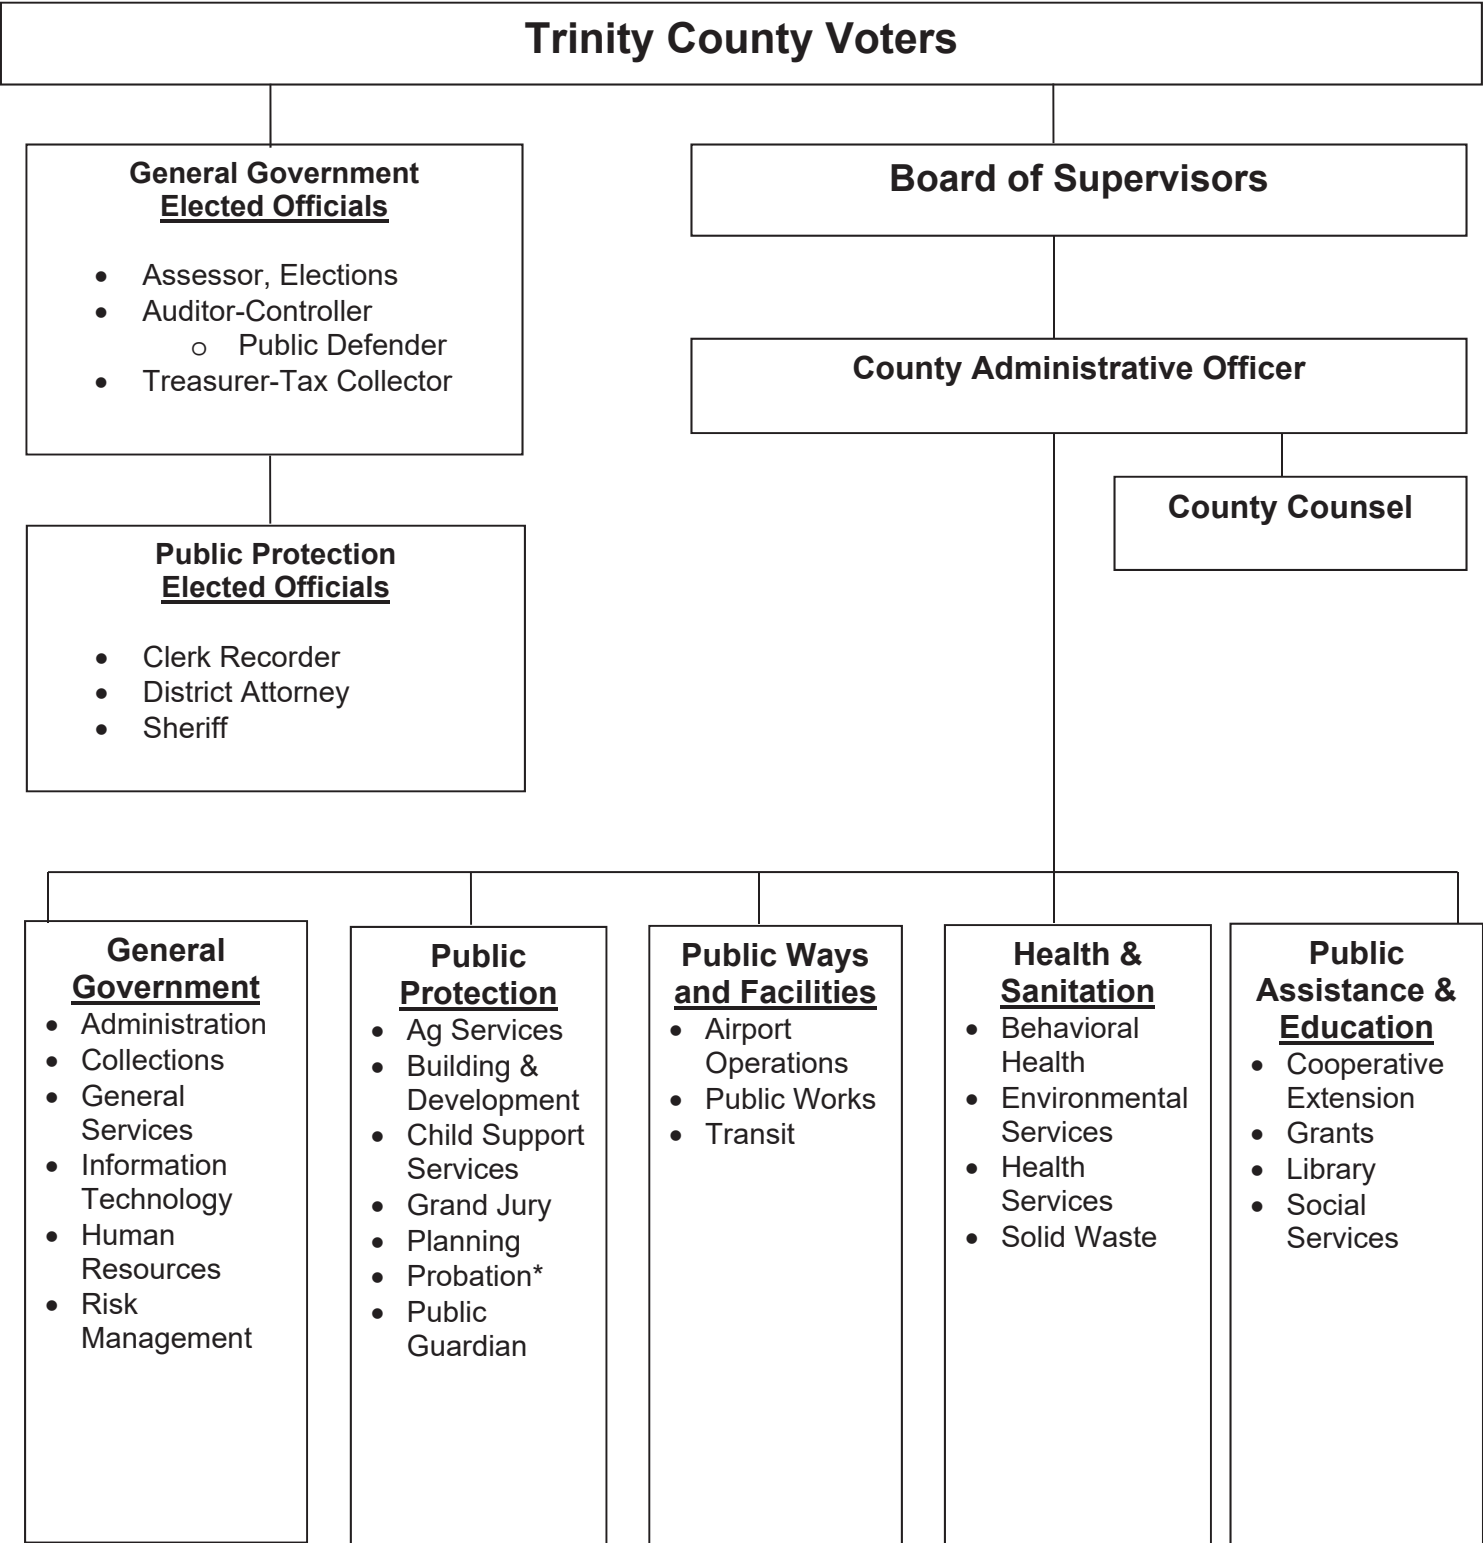 Trinity County Voters
General Government
Elected Officials
• Assessor, Elections
• Auditor-Controller
o Public Defender
• Treasurer-Tax Collector
Board of Supervisors
County Administrative Officer
County Counsel
Public Protection
Elected Officials
• Clerk Recorder
• District Attorney
• Sheriff
General
Government
• Administration
• Collections
• General
Services
• Information
Technology
• Human
Resources
• Risk
Management
Public
Protection
• Ag Services
• Building &
Development
• Child Support
Services
• Grand Jury
• Planning
• Probation*
• Public
Guardian
Public Ways
and Facilities
• Airport
Operations
• Public Works
• Transit
Health &
Sanitation
• Behavioral
Health
• Environmental
Services
• Health
Services
• Solid Waste
Public
Assistance &
Education
• Cooperative
Extension
• Grants
• Library
• Social
Services